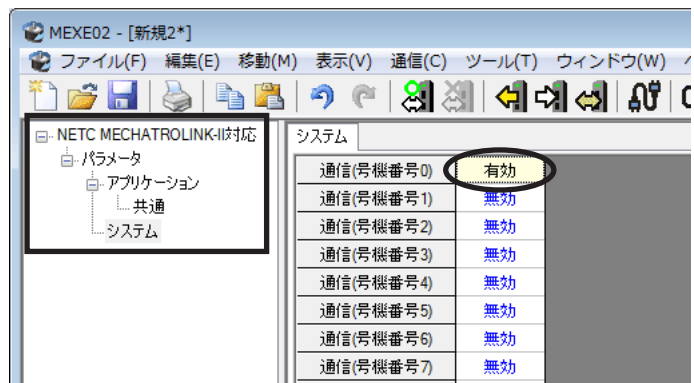 MEXE02 - [新規2*]
ファイル(F) 編集(E) 移動(M) 表示(V) 通信(C) ツール(T) ウィンドウ(W)
NETC MECHATROLINK-II対応
パラメータ
アプリケーション
共通
システム
システム
通信(号機番号0) 有効
通信(号機番号1) 無効
通信(号機番号2) 無効
通信(号機番号3) 無効
通信(号機番号4) 無効
通信(号機番号5) 無効
通信(号機番号6) 無効
通信(号機番号7) 無効